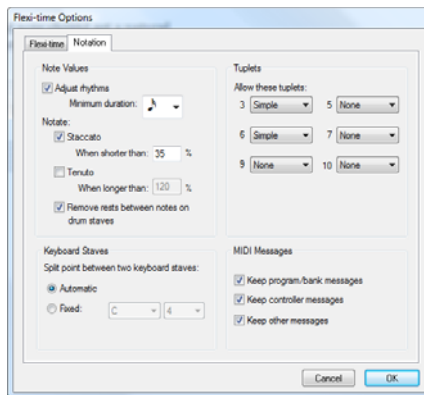 Flexi-time Options
Flexi-time Notation
Note Values
Adjust rhythms
Minimum duration:
Notate:
Staccato
When shorter than: 35 %
Tenuto
When longer than: 120 %
Remove rests between notes on
drum staves
Tuplets
Allow these tuplets:
3 Simple 5 None
6 Simple 7 None
9 None 10 None
Keyboard Staves
Split point between two keyboard staves:
Automatic
Fixed: C 4
MIDI Messages
Keep program/bank messages
Keep controller messages
Keep other messages
Cancel OK